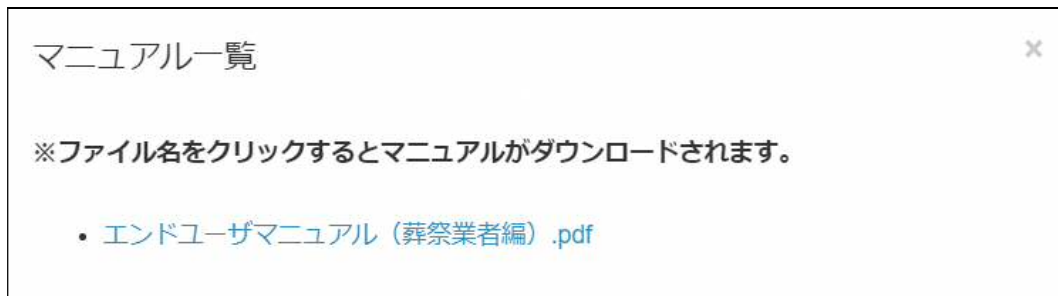 マニュアル一覧
×
※ファイル名をクリックするとマニュアルがダウンロードされます。
• エンドユーザマニュアル（葬祭業者編）.pdf